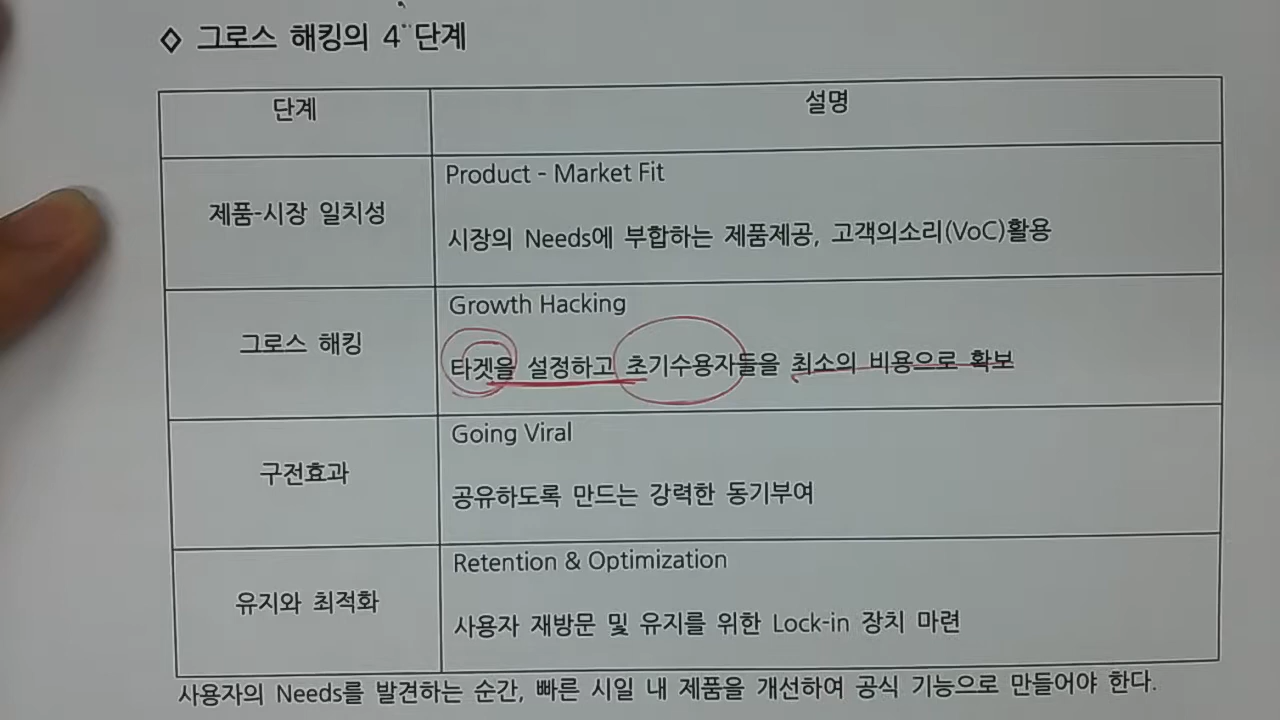 ◇ 그로스 해킹의 4 단계
단계
설명
제품-시장 일치성
Product - Market Fit
시장의 Needs에 부합하는 제품제공, 고객의소리(VoC)활용
그로스 해킹
Growth Hacking
타겟을 설정하고 초기수용자들을 최소의 비용으로 확보
구전효과
Going Viral
공유하도록 만드는 강력한 동기부여
유지와 최적화
Retention & Optimization
사용자 재방문 및 유지를 위한 Lock-in 장치 마련
사용자의 Needs를 발견하는 순간, 빠른 시일 내 제품을 개선하여 공식 기능으로 만들어야 한다.